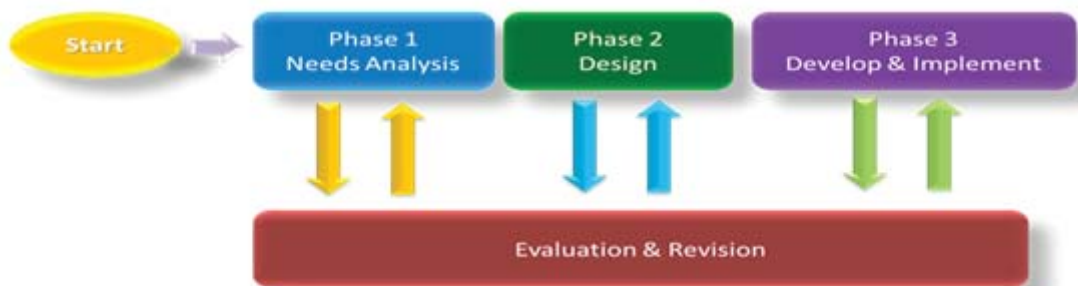 Start
Phase 1
Needs Analysis
Phase 2
Design
Phase 3
Develop & Implement
Evaluation & Revision